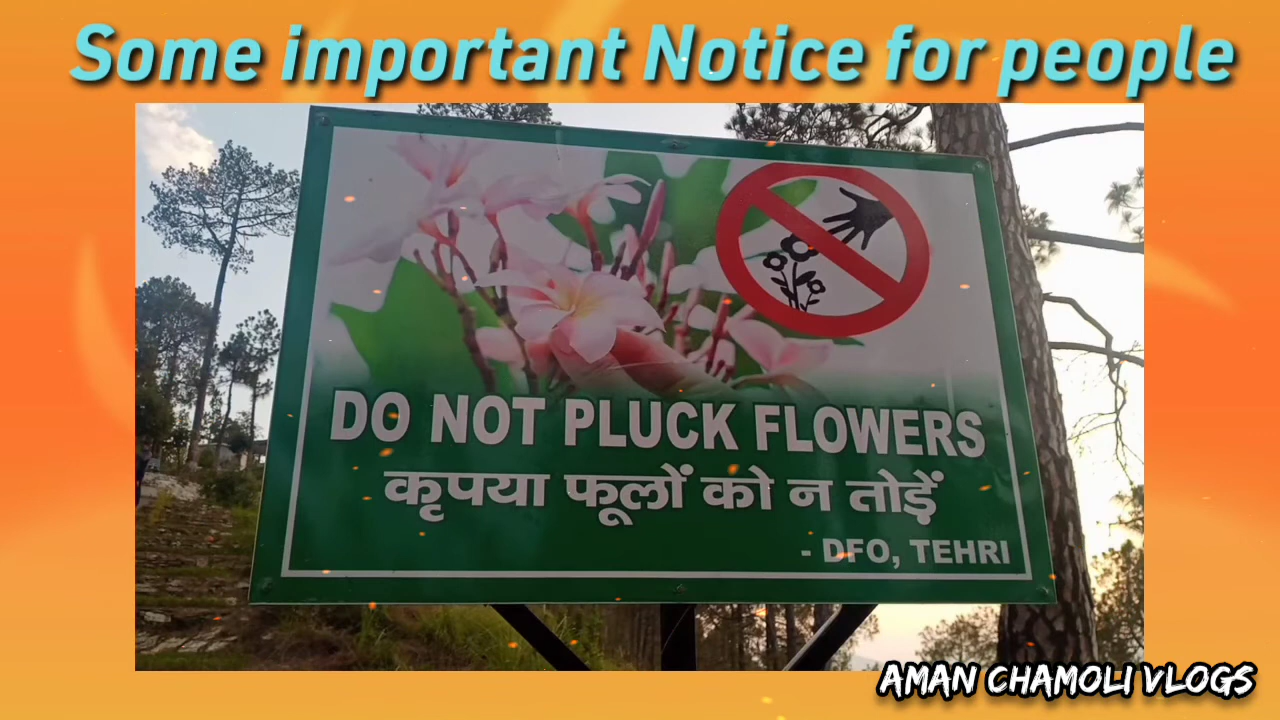 Some important Notice for people
DO NOT PLUCK FLOWERS
कृपया फूलों को न तोड़ें
- DFO, TEHRI
AMAN CHAMOLI VLOGS